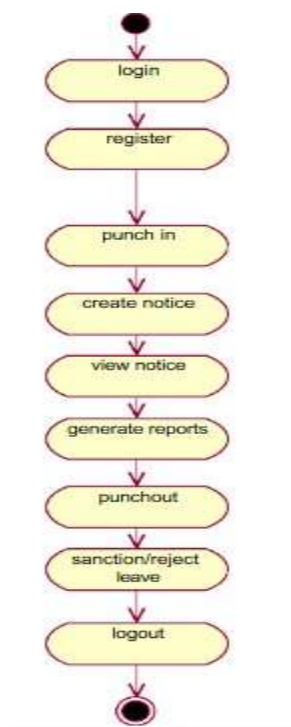 login
register
punch in
create notice
view notice
generate reports
punchout
sanction/reject
leave
logout